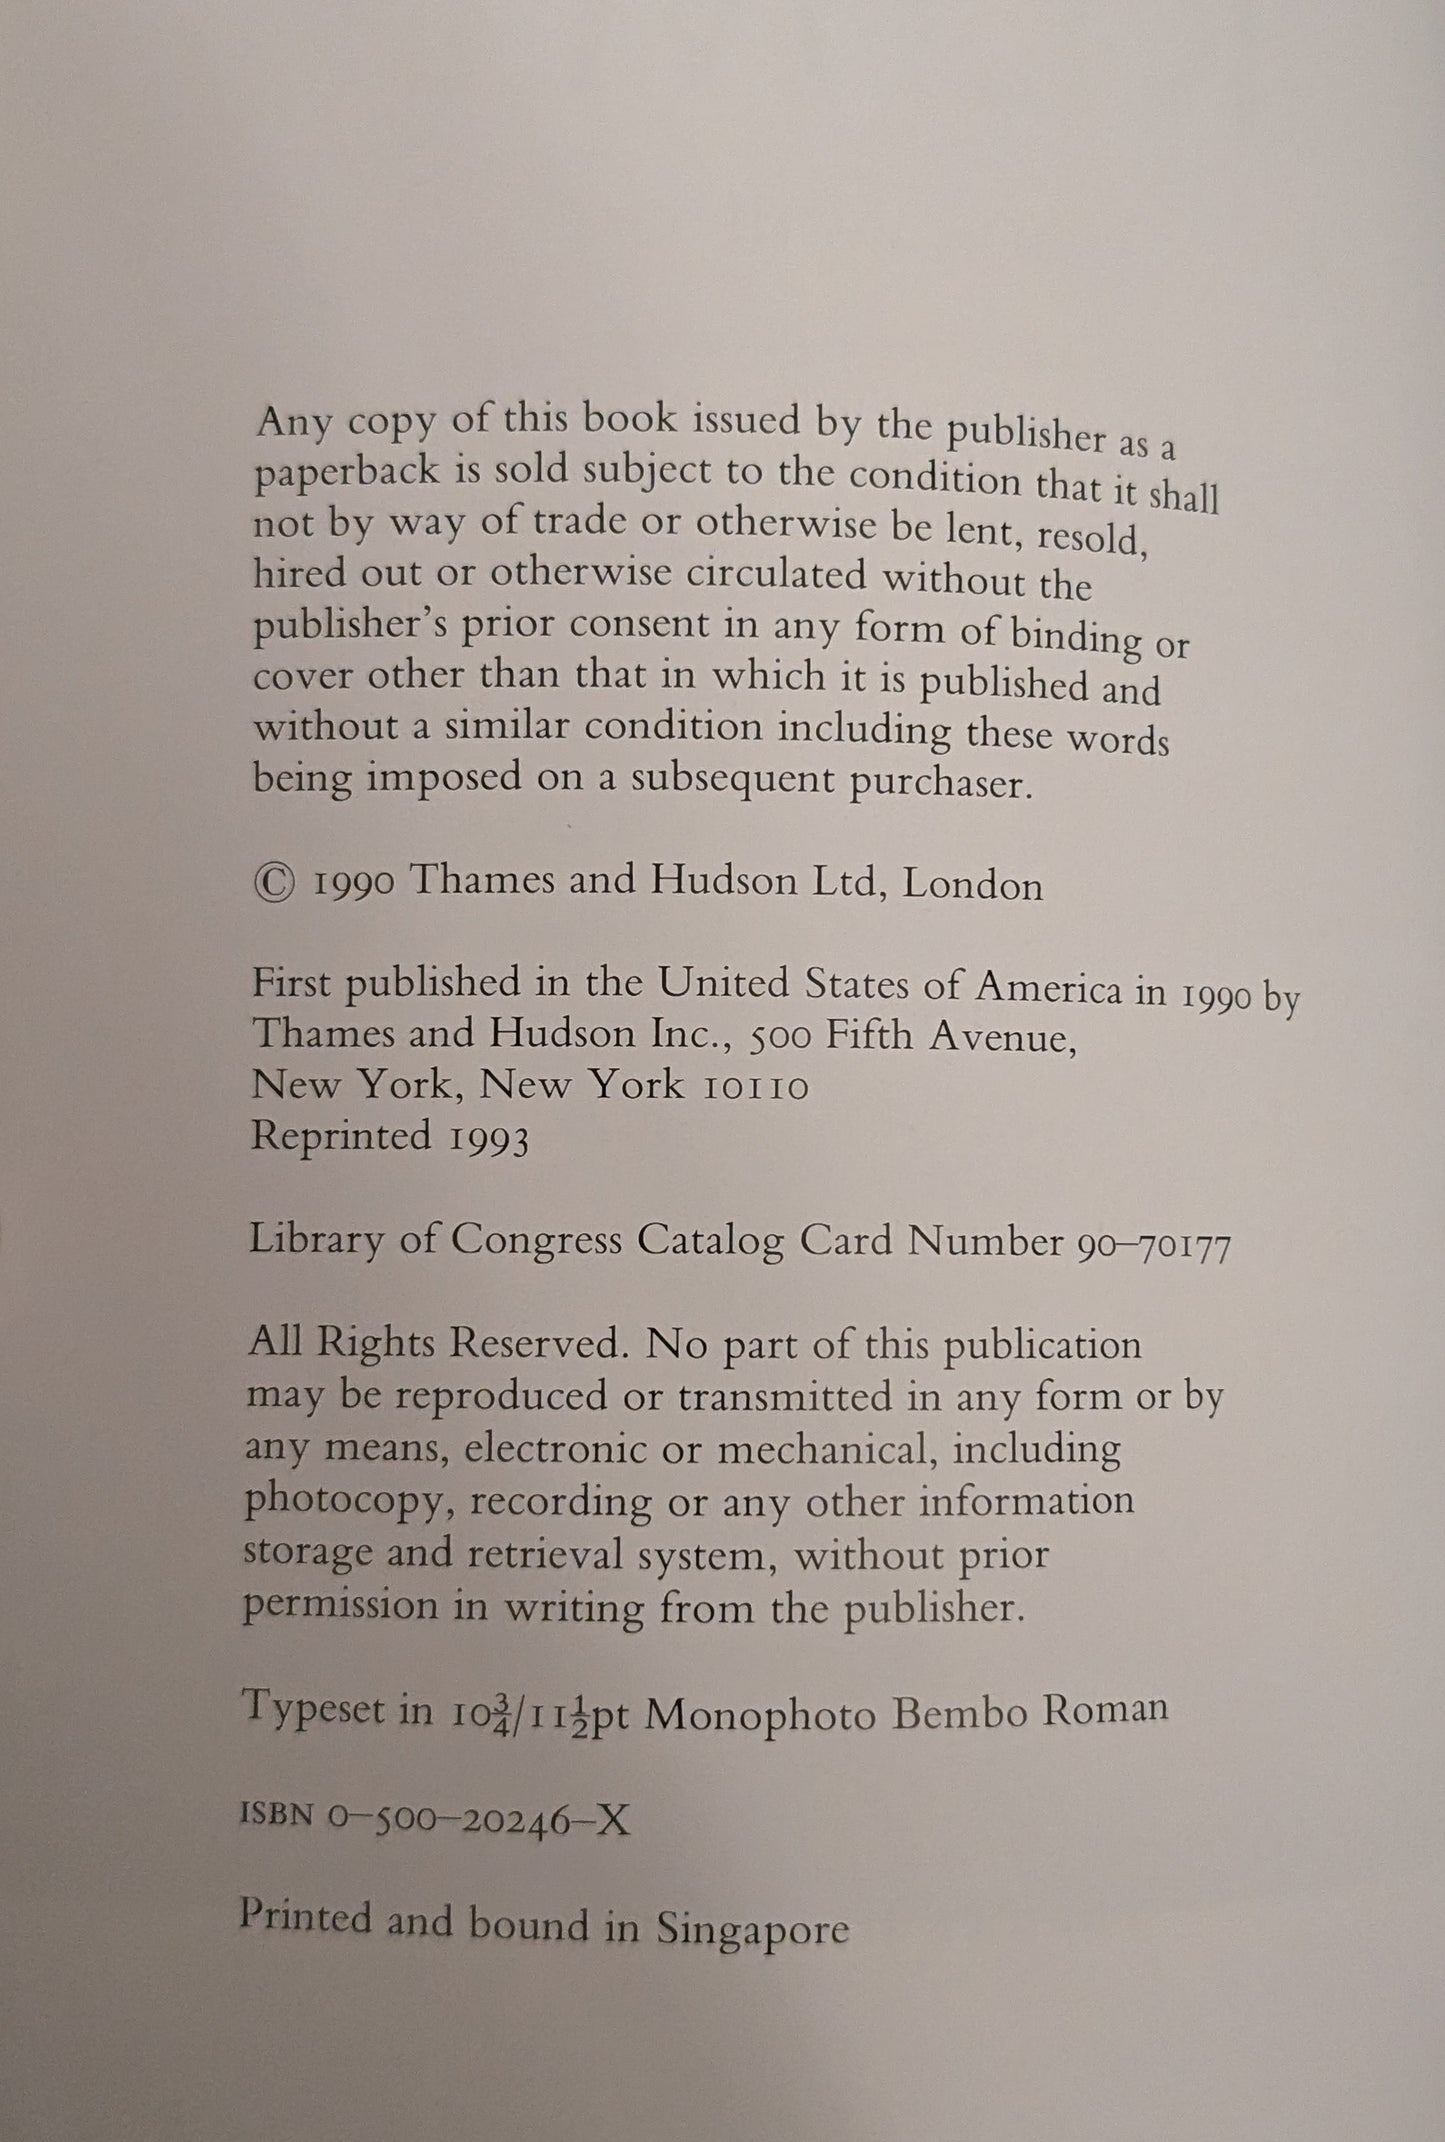 Any copy of this book issued by the publisher as a
paperback is sold subject to the condition that it shall
not by way of trade or otherwise be lent, resold,
hired out or otherwise circulated without the
publisher’s prior consent in any form of binding or
cover other than that in which it is published and
without a similar condition including these words
being imposed on a subsequent purchaser.
© 1990 Thames and Hudson Ltd, London
First published in the United States of America in 1990 by
Thames and Hudson Inc., 500 Fifth Avenue,
New York, New York 10110
Reprinted 1993
Library of Congress Catalog Card Number 90–70177
All Rights Reserved. No part of this publication
may be reproduced or transmitted in any form or by
any means, electronic or mechanical, including
photocopy, recording or any other information
storage and retrieval system, without prior
permission in writing from the publisher.
Typeset in 10¾/11½pt Monophoto Bembo Roman
ISBN 0–500–20246–X
Printed and bound in Singapore